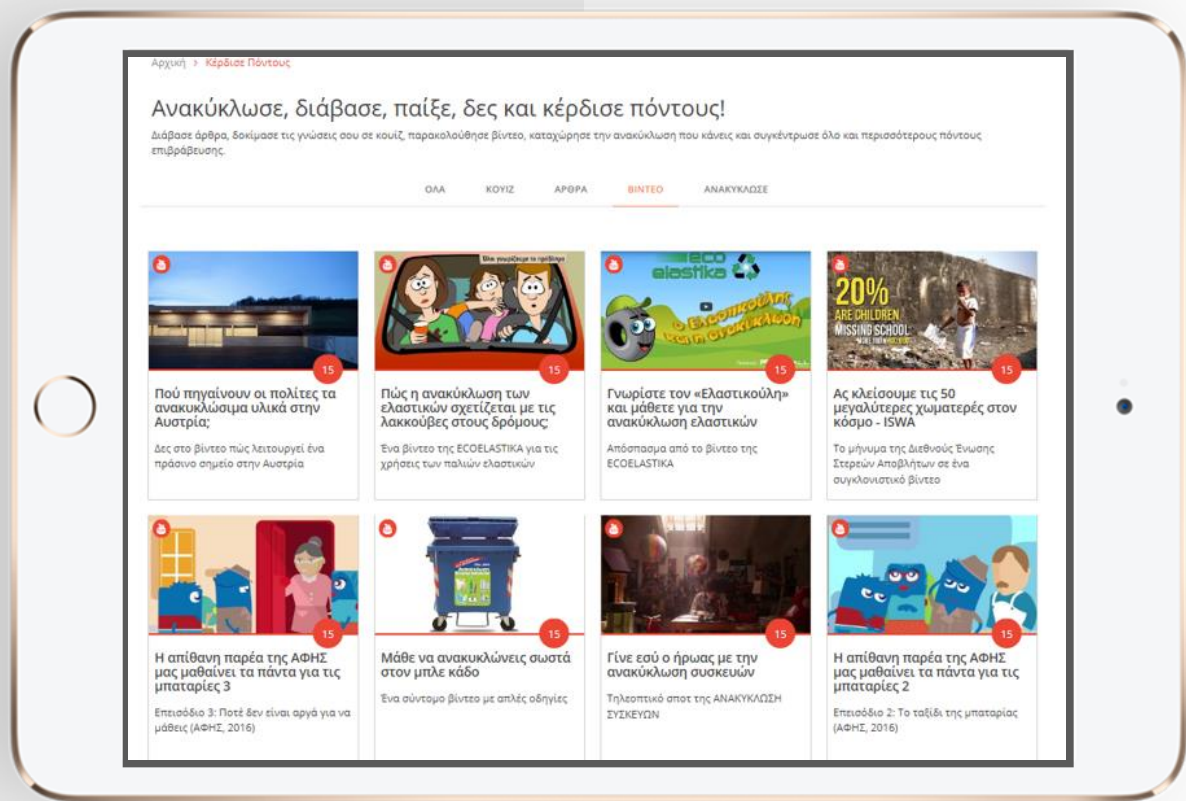 Αρχική > Κέρδισε Πόντους
Ανακύκλωσε, διάβασε, παίξε, δες και κέρδισε πόντους!
Διάβασε άρθρα, δοκίμασε τις γνώσεις σου σε κουίζ, παρακολούθησε βίντεο, καταχώρησε την ανακύκλωση που κάνεις και συγκέντρωσε όλο και περισσότερους πόντους
επιβράβευσης.
ΟΛΑ ΚΟΥΙΖ ΑΡΘΡΑ ΒΙΝΤΕΟ ΑΝΑΚΥΚΛΩΣΕ
15
Πού πηγαίνουν οι πολίτες τα
ανακυκλώσιμα υλικά στην
Αυστρία;
Δες στο βίντεο πώς λειτουργεί ένα
πράσινο σημείο στην Αυστρία
Όλοι γνωρίζουμε το πρόβλημα
15
Πώς η ανακύκλωση των
ελαστικών σχετίζεται με τις
λακκούβες στους δρόμους;
Ένα βίντεο της ECOELASTIKA για τις
χρήσεις των παλιών ελαστικών
eco
elastika
ο Ελαστικούλης
και η ανακύκλωση
15
Γνωρίστε τον «Ελαστικούλη»
και μάθετε για την
ανακύκλωση ελαστικών
Απόσπασμα από το βίντεο της
ECOELASTIKA
20%
ARE CHILDREN
MISSING SCHOOL
15
Ας κλείσουμε τις 50
μεγαλύτερες χωματερές στον
κόσμο - ISWA
Το μήνυμα της Διεθνούς Ένωσης
Στερεών Αποβλήτων σε ένα
συγκλονιστικό βίντεο
15
Η απίθανη παρέα της ΑΦΗΣ
μας μαθαίνει τα πάντα για τις
μπαταρίες 3
Επεισόδιο 3: Ποτέ δεν είναι αργά για να
μάθεις (ΑΦΗΣ, 2016)
15
Μάθε να ανακυκλώνεις σωστά
στον μπλε κάδο
Ένα σύντομο βίντεο με απλές οδηγίες
15
Γίνε εσύ ο ήρωας με την
ανακύκλωση συσκευών
Τηλεοπτικό σποτ της ΑΝΑΚΥΚΛΩΣΗ
ΣΥΣΚΕΥΩΝ
15
Η απίθανη παρέα της ΑΦΗΣ
μας μαθαίνει τα πάντα για τις
μπαταρίες 2
Επεισόδιο 2: Το ταξίδι της μπαταρίας
(ΑΦΗΣ, 2016)